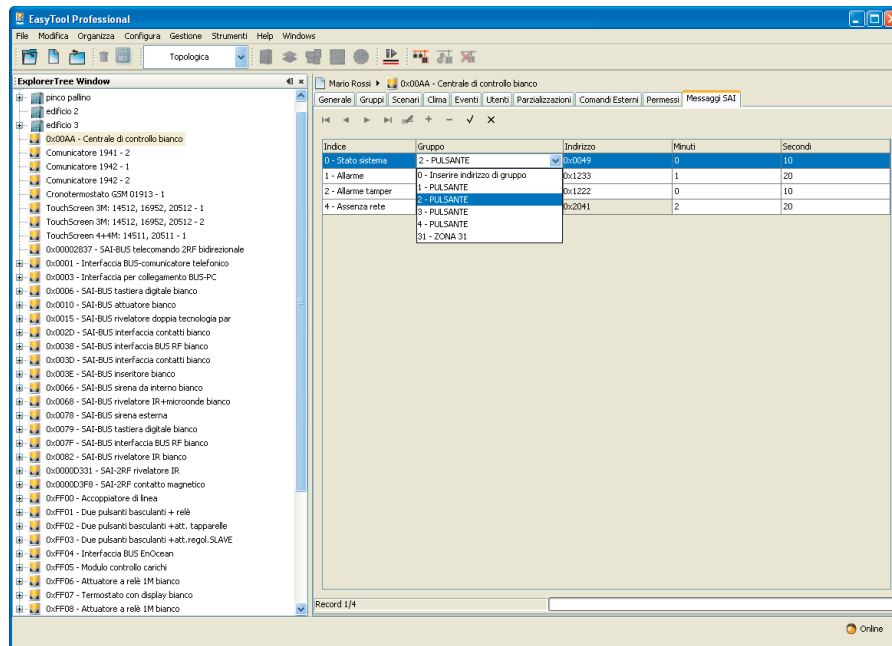 EasyTool Professional
File Modifica Organizza Configura Gestione Strumenti Help Windows
Topologica
ExplorerTree Window
pinco pallino
edificio 2
edificio 3
0x00AA - Centrale di controllo bianco
Comunicatore 1941 - 2
Comunicatore 1942 - 1
Comunicatore 1942 - 2
Cronotermostato GSM 01913 - 1
TouchScreen 3M: 14512, 16952, 20512 - 1
TouchScreen 3M: 14512, 16952, 20512 - 2
TouchScreen 4+4M: 14511, 20511 - 1
0x00002837 - SAI-BUS telecomando 2RF bidirezionale
0x0001 - Interfaccia BUS-comunicatore telefonico
0x0003 - Interfaccia per collegamento BUS-PC
0x0006 - SAI-BUS tastiera digitale bianco
0x0010 - SAI-BUS attuatore bianco
0x0015 - SAI-BUS rivelatore doppia tecnologia par
0x002D - SAI-BUS interfaccia contatti bianco
0x0038 - SAI-BUS interfaccia BUS RF bianco
0x003D - SAI-BUS interfaccia contatti bianco
0x003E - SAI-BUS inseritore bianco
0x0066 - SAI-BUS sirena da interno bianco
0x0068 - SAI-BUS rivelatore IR+microonde bianco
0x0078 - SAI-BUS sirena esterna
0x0079 - SAI-BUS tastiera digitale bianco
0x007F - SAI-BUS interfaccia BUS RF bianco
0x0082 - SAI-BUS rivelatore IR bianco
0x0000D331 - SAI-2RF rivelatore IR
0x0000D3F8 - SAI-2RF contatto magnetico
0xFF00 - Accoppiatore di linea
0xFF01 - Due pulsanti basculanti + relè
0xFF02 - Due pulsanti basculanti +att. tapparelle
0xFF03 - Due pulsanti basculanti +att.regol.SLAVE
0xFF04 - Interfaccia BUS EnOcean
0xFF05 - Modulo controllo carichi
0xFF06 - Attuatore a relè 1M bianco
0xFF07 - Termostato con display bianco
0xFF08 - Attuatore a relè 1M bianco
Mario Rossi 0x00AA - Centrale di controllo bianco
Generale Gruppi Scenari Clima Eventi Utenti Parzializzazioni Comandi Esterni Permessi Messaggi SAI
Indice Gruppo Indirizzo Minuti Secondi
0 - Stato sistema 2 - PULSANTE 0x0049 0 10
1 - Allarme 0x1233 1 20
2 - Allarme tamper 0x1222 0 10
4 - Assenza rete 0x2041 2 20
0 - Inserire indirizzo di gruppo
1 - PULSANTE
2 - PULSANTE
3 - PULSANTE
4 - PULSANTE
31 - ZONA 31
Record 1/4
Online